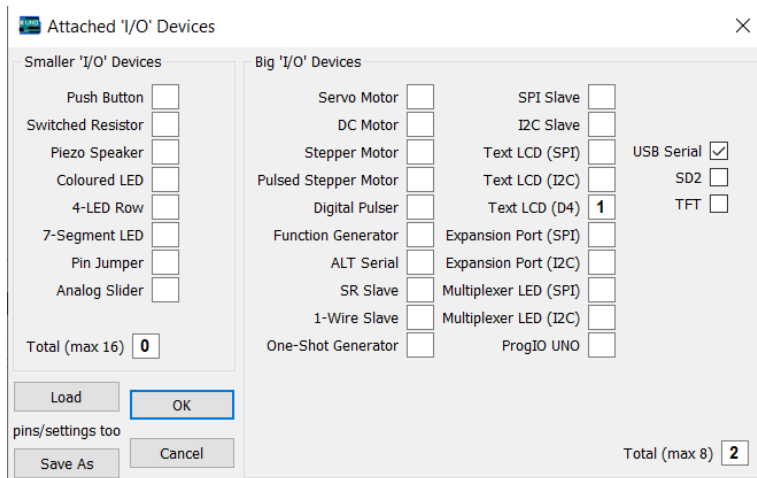 UNO
Attached 'I/O' Devices
Smaller 'I/O' Devices
Push Button
Switched Resistor
Piezo Speaker
Coloured LED
4-LED Row
7-Segment LED
Pin Jumper
Analog Slider
Total (max 16) 0
Big 'I/O' Devices
Servo Motor
DC Motor
Stepper Motor
Pulsed Stepper Motor
Digital Pulser
Function Generator
ALT Serial
SR Slave
1-Wire Slave
One-Shot Generator
SPI Slave
I2C Slave
Text LCD (SPI)
Text LCD (I2C)
Text LCD (D4) 1
Expansion Port (SPI)
Expansion Port (I2C)
Multiplexer LED (SPI)
Multiplexer LED (I2C)
ProgIO UNO
USB Serial
SD2
TFT
Load
OK
pins/settings too
Save As
Cancel
Total (max 8) 2